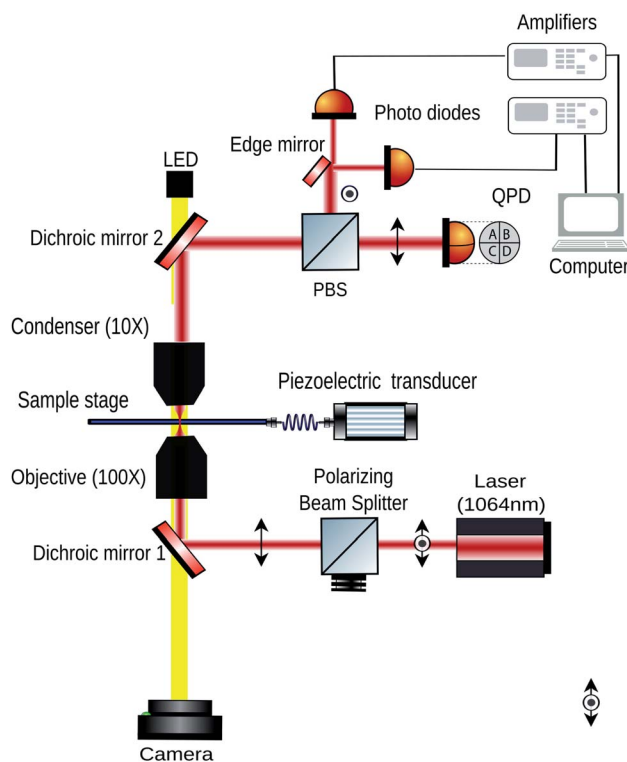 Amplifiers
Photo diodes
Edge mirror
LED
QPD
A B
C D
Dichroic mirror 2
PBS
Computer
Condenser (10X)
Piezoelectric transducer
Sample stage
Polarizing
Beam Splitter
Laser
(1064nm)
Objective (100X)
Dichroic mirror 1
Camera